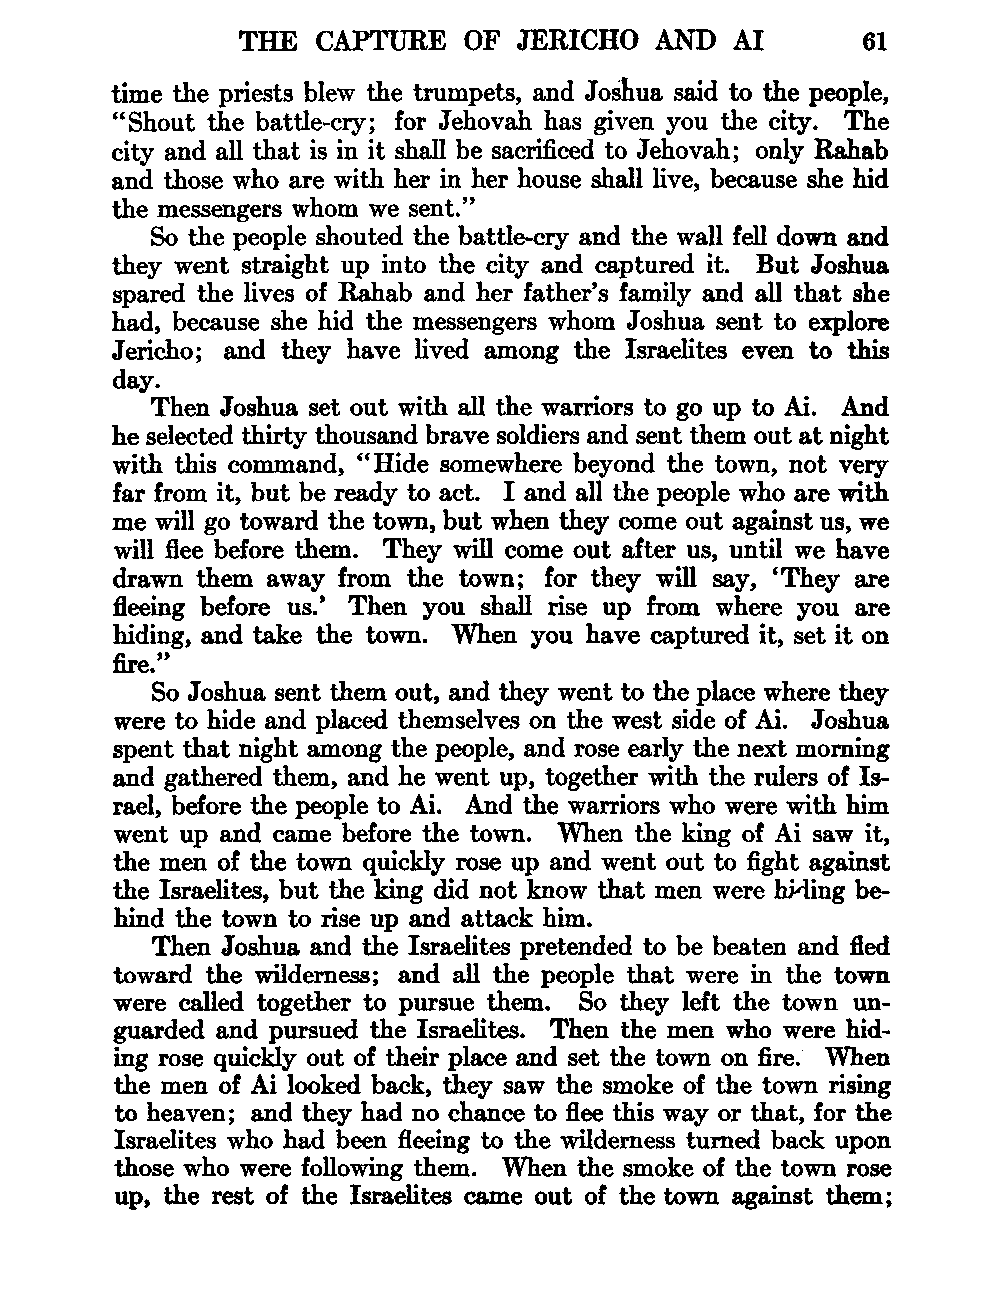 THE CAPTURE OF JERICHO AND AI 61
time the priests blew the trumpets, and Joshua said to the people,
“Shout the battle-cry; for Jehovah has given you the city. The
city and all that is in it shall be sacrificed to Jehovah; only Rahab
and those who are with her in her house shall live, because she hid
the messengers whom we sent.”
So the people shouted the battle-cry and the wall fell down and
they went straight up into the city and captured it. But Joshua
spared the lives of Rahab and her father’s family and all that she
had, because she hid the messengers whom Joshua sent to explore
Jericho; and they have lived among the Israelites even to this
day.
Then Joshua set out with all the warriors to go up to Ai. And
he selected thirty thousand brave soldiers and sent them out at night
with this command, “Hide somewhere beyond the town, not very
far from it, but be ready to act. I and all the people who are with
me will go toward the town, but when they come out against us, we
will flee before them. They will come out after us, until we have
drawn them away from the town; for they will say, ‘They are
fleeing before us.’ Then you shall rise up from where you are
hiding, and take the town. When you have captured it, set it on
fire.”
So Joshua sent them out, and they went to the place where they
were to hide and placed themselves on the west side of Ai. Joshua
spent that night among the people, and rose early the next morning
and gathered them, and he went up, together with the rulers of Is-
rael, before the people to Ai. And the warriors who were with him
went up and came before the town. When the king of Ai saw it,
the men of the town quickly rose up and went out to fight against
the Israelites, but the king did not know that men were hiding be-
hind the town to rise up and attack him.
Then Joshua and the Israelites pretended to be beaten and fled
toward the wilderness; and all the people that were in the town
were called together to pursue them. So they left the town un-
guarded and pursued the Israelites. Then the men who were hid-
ing rose quickly out of their place and set the town on fire. When
the men of Ai looked back, they saw the smoke of the town rising
to heaven; and they had no chance to flee this way or that, for the
Israelites who had been fleeing to the wilderness turned back upon
those who were following them. When the smoke of the town rose
up, the rest of the Israelites came out of the town against them;